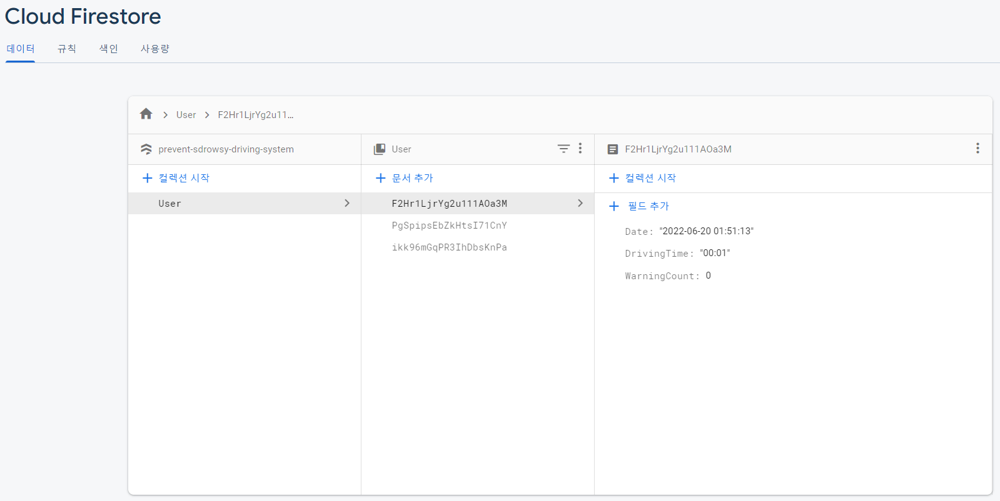 Cloud Firestore
데이터 규칙 색인 사용량
User F2Hr1LjrYg2u11...
prevent-sdrowsy-driving-system
User
F2Hr1LjrYg2u111AOa3M
컬렉션 시작
문서 추가
컬렉션 시작
User
F2Hr1LjrYg2u111AOa3M
PgSpipsEbZkHtsI71CnY
ikk96mGqPR3IhDbsKnPa
필드 추가
Date: "2022-06-20 01:51:13"
DrivingTime: "00:01"
WarningCount: 0